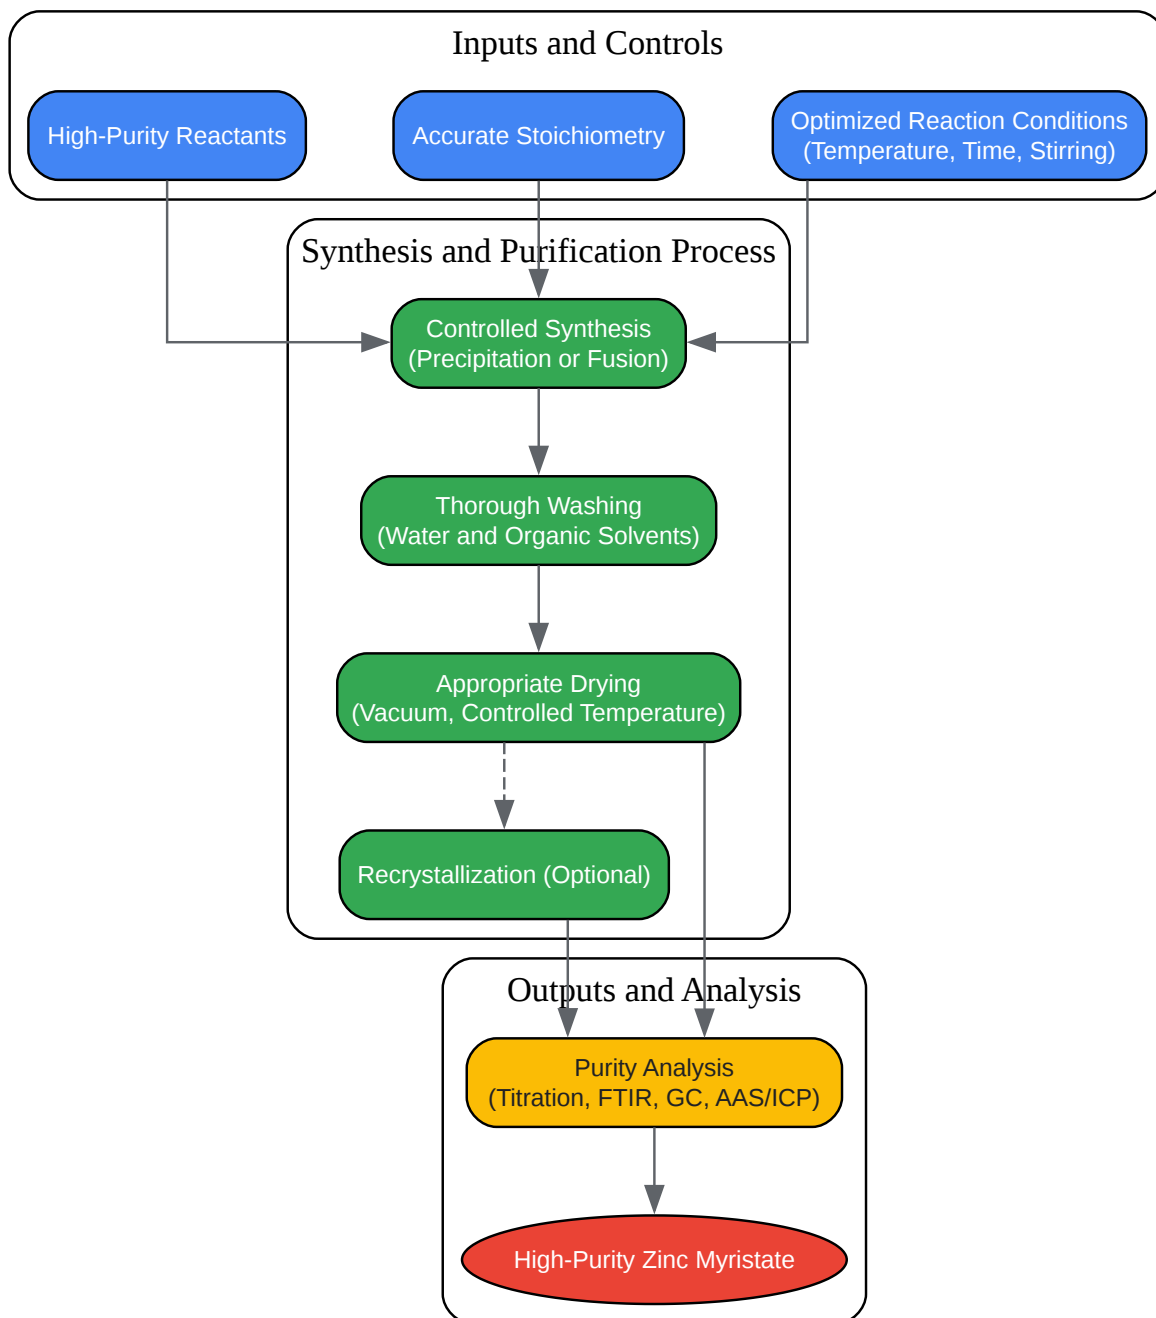 Inputs and Controls
High-Purity Reactants
Accurate Stoichiometry
Optimized Reaction Conditions
(Temperature, Time, Stirring)
Synthesis and Purification Process
Controlled Synthesis
(Precipitation or Fusion)
Thorough Washing
(Water and Organic Solvents)
Appropriate Drying
(Vacuum, Controlled Temperature)
Recrystallization (Optional)
Outputs and Analysis
Purity Analysis
(Titration, FTIR, GC, AAS/ICP)
High-Purity Zinc Myristate